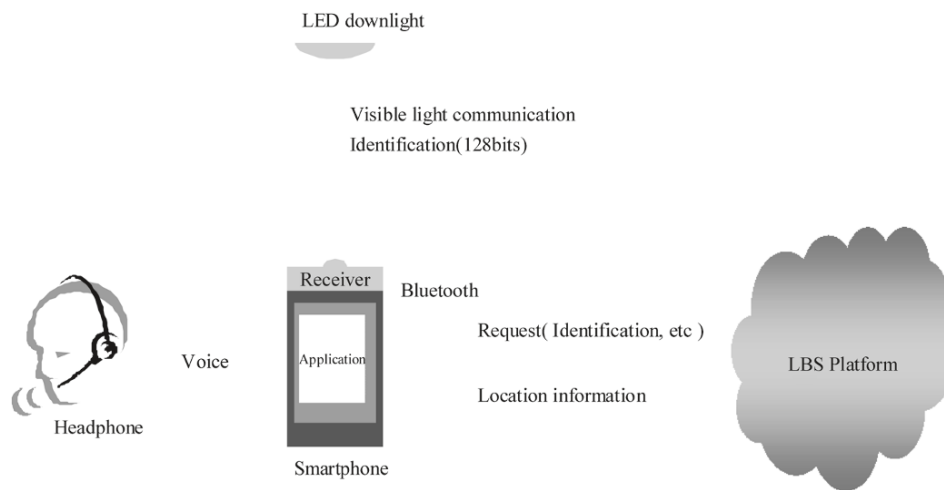 LED downlight
Visible light communication
Identification(128bits)
Receiver
Bluetooth
Request( Identification, etc )
Voice
Application
LBS Platform
Location information
Headphone
Smartphone